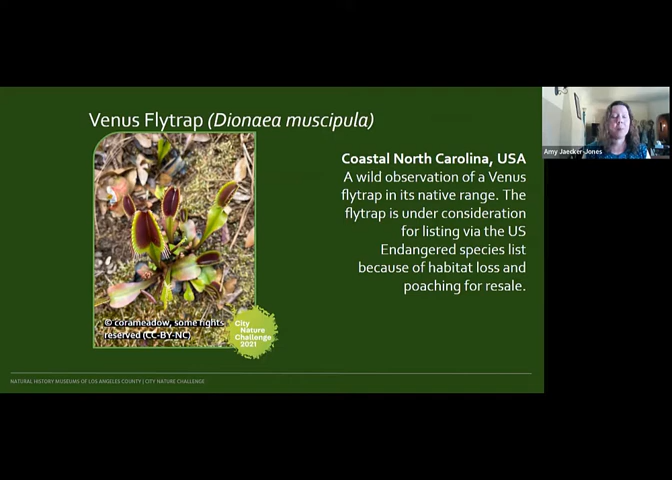 Venus Flytrap (Dionaea muscipula)
Coastal North Carolina, USA
A wild observation of a Venus
flytrap in its native range. The
flytrap is under consideration
for listing via the US
Endangered species list
because of habitat loss and
poaching for resale.
© corameadow, some rights
reserved (CC-BY-NC)
City
Nature
Challenge
2021
NATURAL HISTORY MUSEUMS OF LOS ANGELES COUNTY | CITY NATURE CHALLENGE
Amy Jaecker-Jones